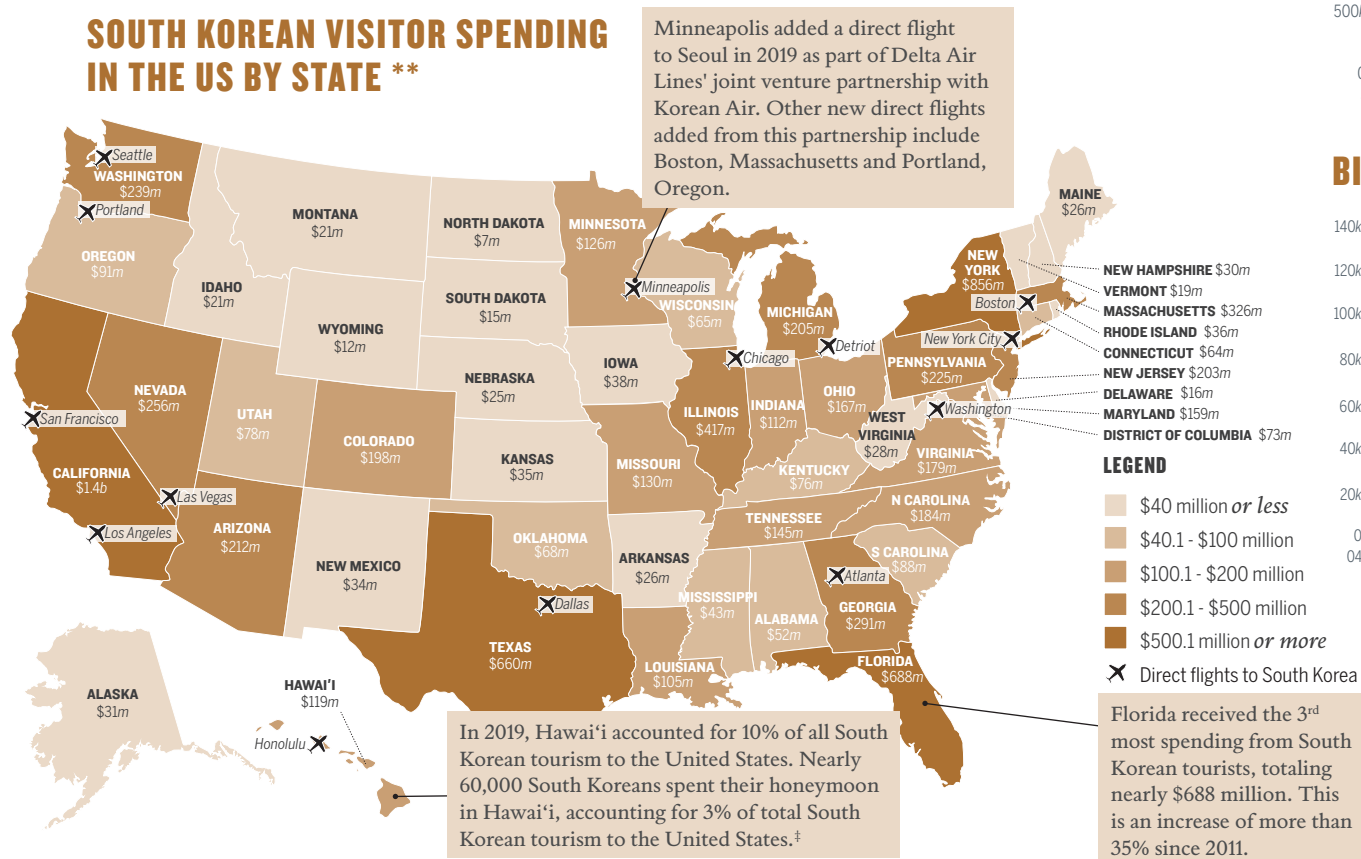 SOUTH KOREAN VISITOR SPENDING
IN THE US BY STATE **
Minneapolis added a direct flight
to Seoul in 2019 as part of Delta Air
Lines' joint venture partnership with
Korean Air. Other new direct flights
added from this partnership include
Boston, Massachusetts and Portland,
Oregon.
Seattle
WASHINGTON
$239m
Portland
OREGON
$91m
IDAHO
$21m
MONTANA
$21m
WYOMING
$12m
NORTH DAKOTA
$7m
SOUTH DAKOTA
$15m
NEBRASKA
$25m
KANSAS
$35m
MINNESOTA
$126m
Minneapolis
WISCONSIN
$65m
IOWA
$38m
MICHIGAN
$205m
Detriot
Chicago
ILLINOIS
$417m
INDIANA
$112m
OHIO
$167m
MISSOURI
$130m
KENTUCKY
$76m
WEST
VIRGINIA
$28m
VIRGINIA
$179m
Washington
PENNSYLVANIA
$225m
NEW
YORK
$856m
New York City
Boston
MAINE
$26m
NEW HAMPSHIRE $30m
VERMONT $19m
MASSACHUSETTS $326m
RHODE ISLAND $36m
CONNECTICUT $64m
NEW JERSEY $203m
DELAWARE $16m
MARYLAND $159m
DISTRICT OF COLUMBIA $73m
San Francisco
CALIFORNIA
$1.4b
Los Angeles
NEVADA
$256m
Las Vegas
UTAH
$78m
COLORADO
$198m
ARIZONA
$212m
NEW MEXICO
$34m
OKLAHOMA
$68m
TEXAS
$660m
Dallas
ARKANSAS
$26m
LOUISIANA
$105m
MISSISSIPPI
$43m
ALABAMA
$52m
TENNESSEE
$145m
N CAROLINA
$184m
S CAROLINA
$88m
Atlanta
GEORGIA
$291m
FLORIDA
$688m
ALASKA
$31m
HAWAI‘I
$119m
Honolulu
In 2019, Hawai‘i accounted for 10% of all South
Korean tourism to the United States. Nearly
60,000 South Koreans spent their honeymoon
in Hawai‘i, accounting for 3% of total South
Korean tourism to the United States.‡
LEGEND
$40 million or less
$40.1 - $100 million
$100.1 - $200 million
$200.1 - $500 million
$500.1 million or more
Direct flights to South Korea
Florida received the 3rd
most spending from South
Korean tourists, totaling
nearly $688 million. This
is an increase of more than
35% since 2011.
500
0
BI
140k
120k
100k
80k
60k
40k
20k
0
04